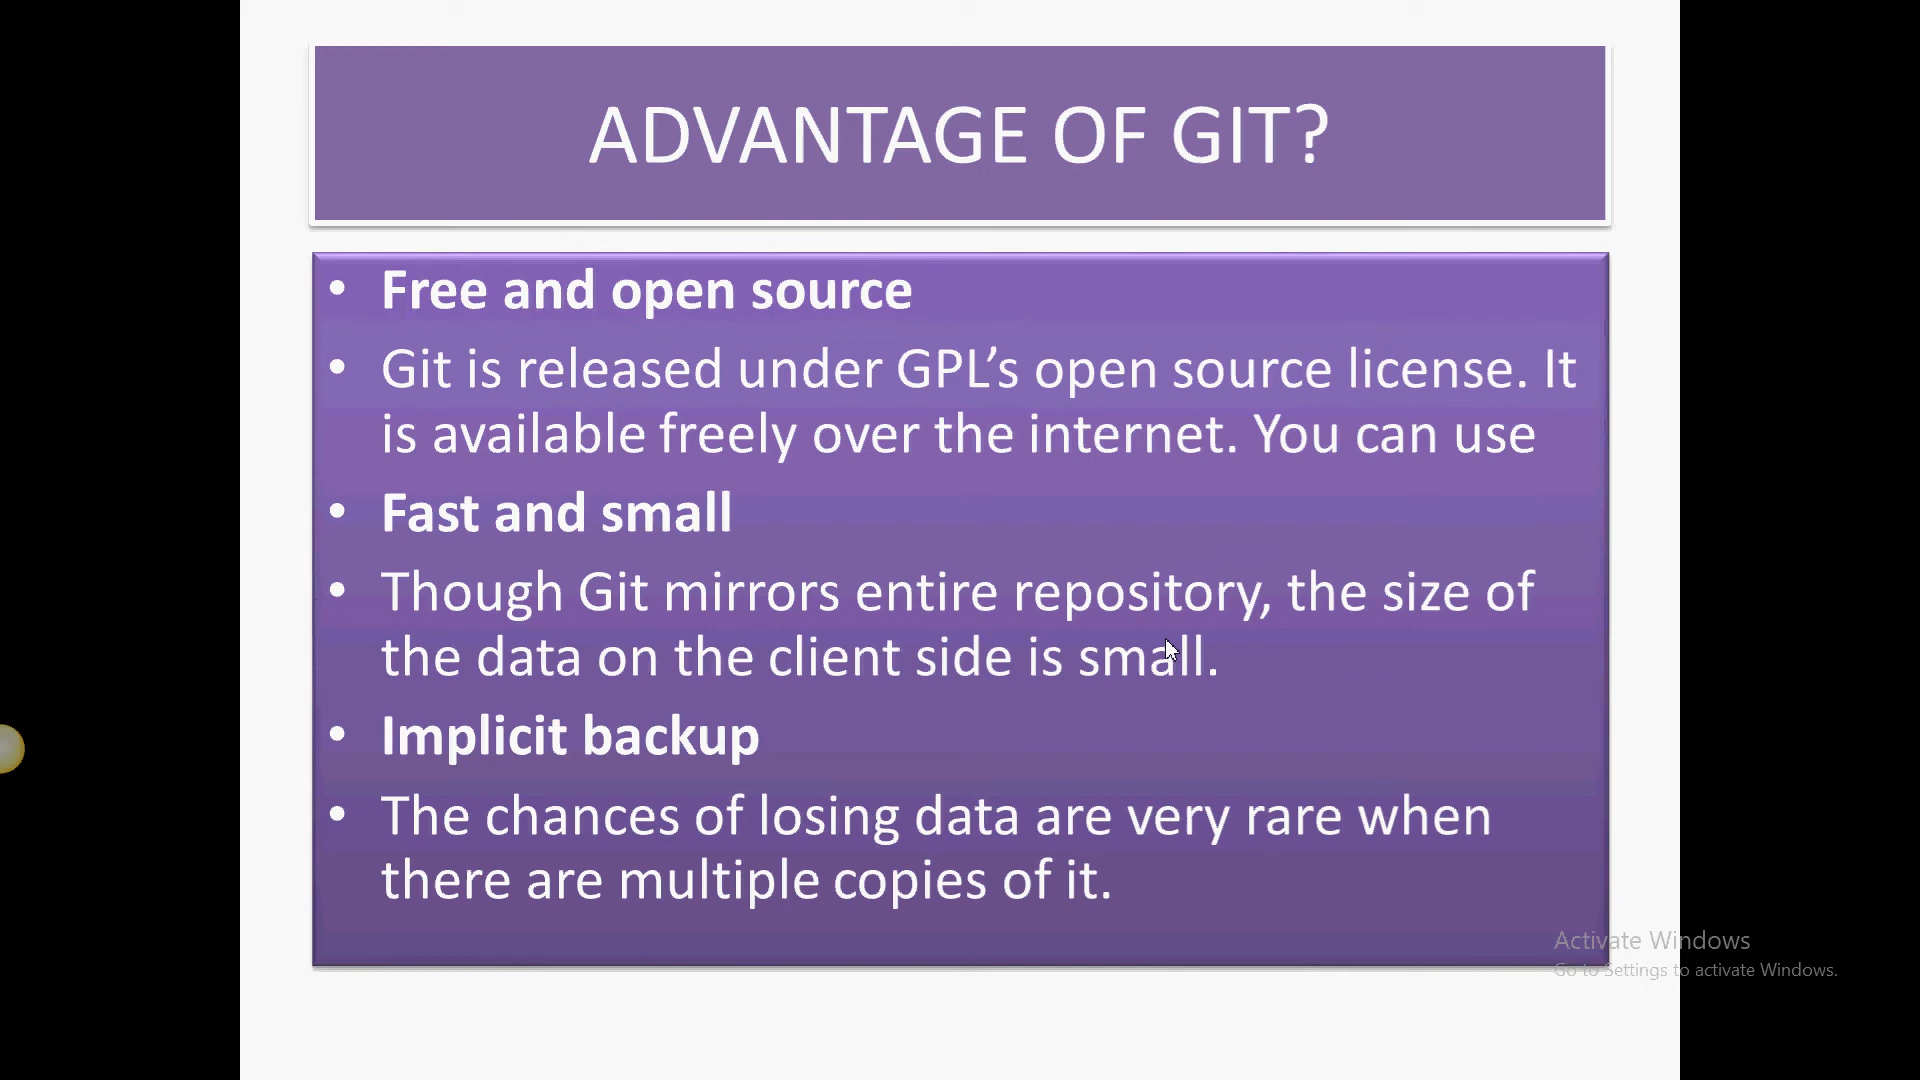 ADVANTAGE OF GIT?
• Free and open source
• Git is released under GPL’s open source license. It
is available freely over the internet. You can use
• Fast and small
• Though Git mirrors entire repository, the size of
the data on the client side is small.
• Implicit backup
• The chances of losing data are very rare when
there are multiple copies of it.
Activate Windows
Go to Settings to activate Windows.